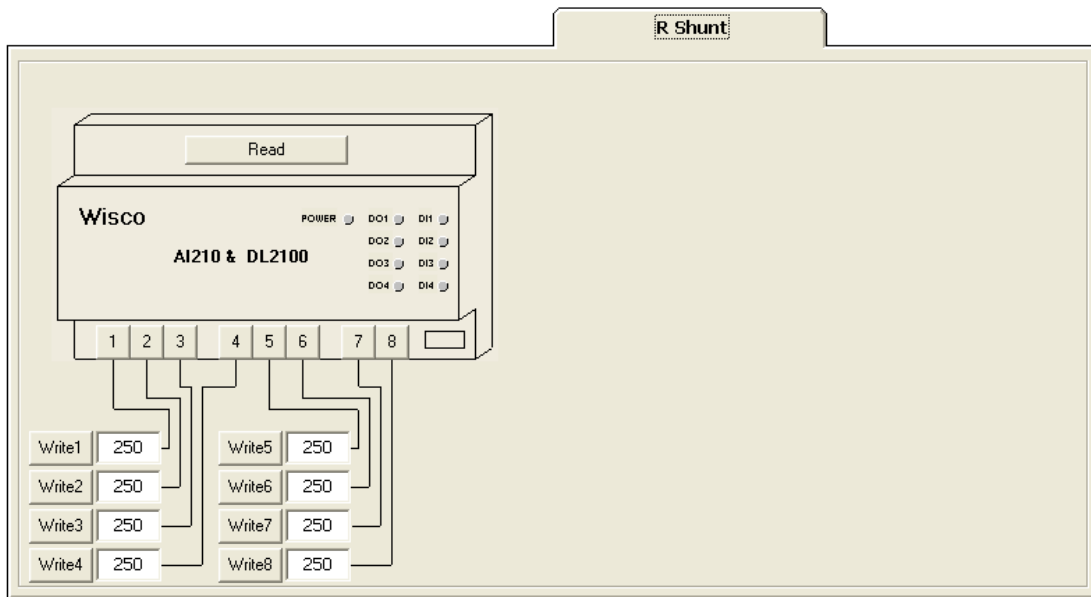 R Shunt
Read
Wisco
POWER DO1 DI1
DO2 DI2
AI210 & DL2100
DO3 DI3
DO4 DI4
1 2 3 4 5 6 7 8
Write1 250 Write5 250
Write2 250 Write6 250
Write3 250 Write7 250
Write4 250 Write8 250